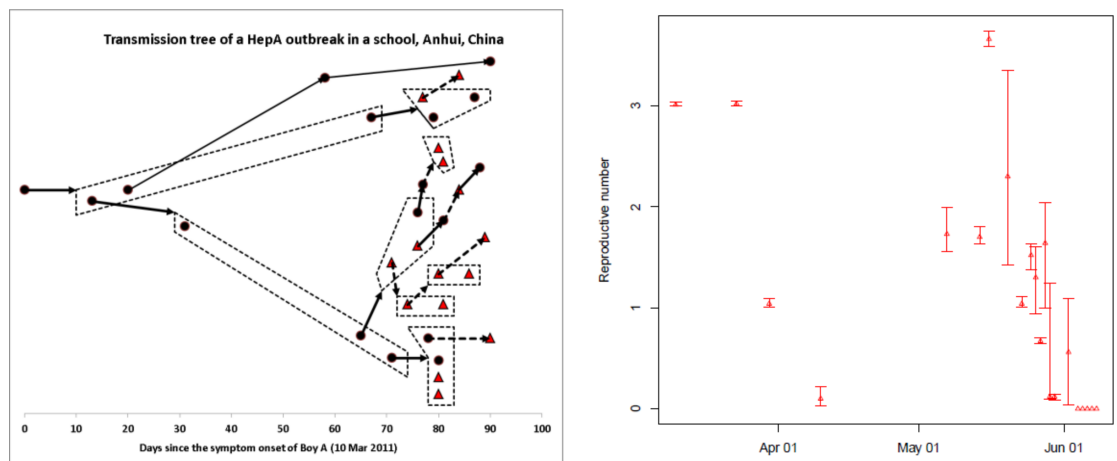 Transmission tree of a HepA outbreak in a school, Anhui, China
0 10 20 30 40 50 60 70 80 90 100
Days since the symptom onset of Boy A (10 Mar 2011)
Reproductive number
3
2
1
0
Apr 01 May 01 Jun 01